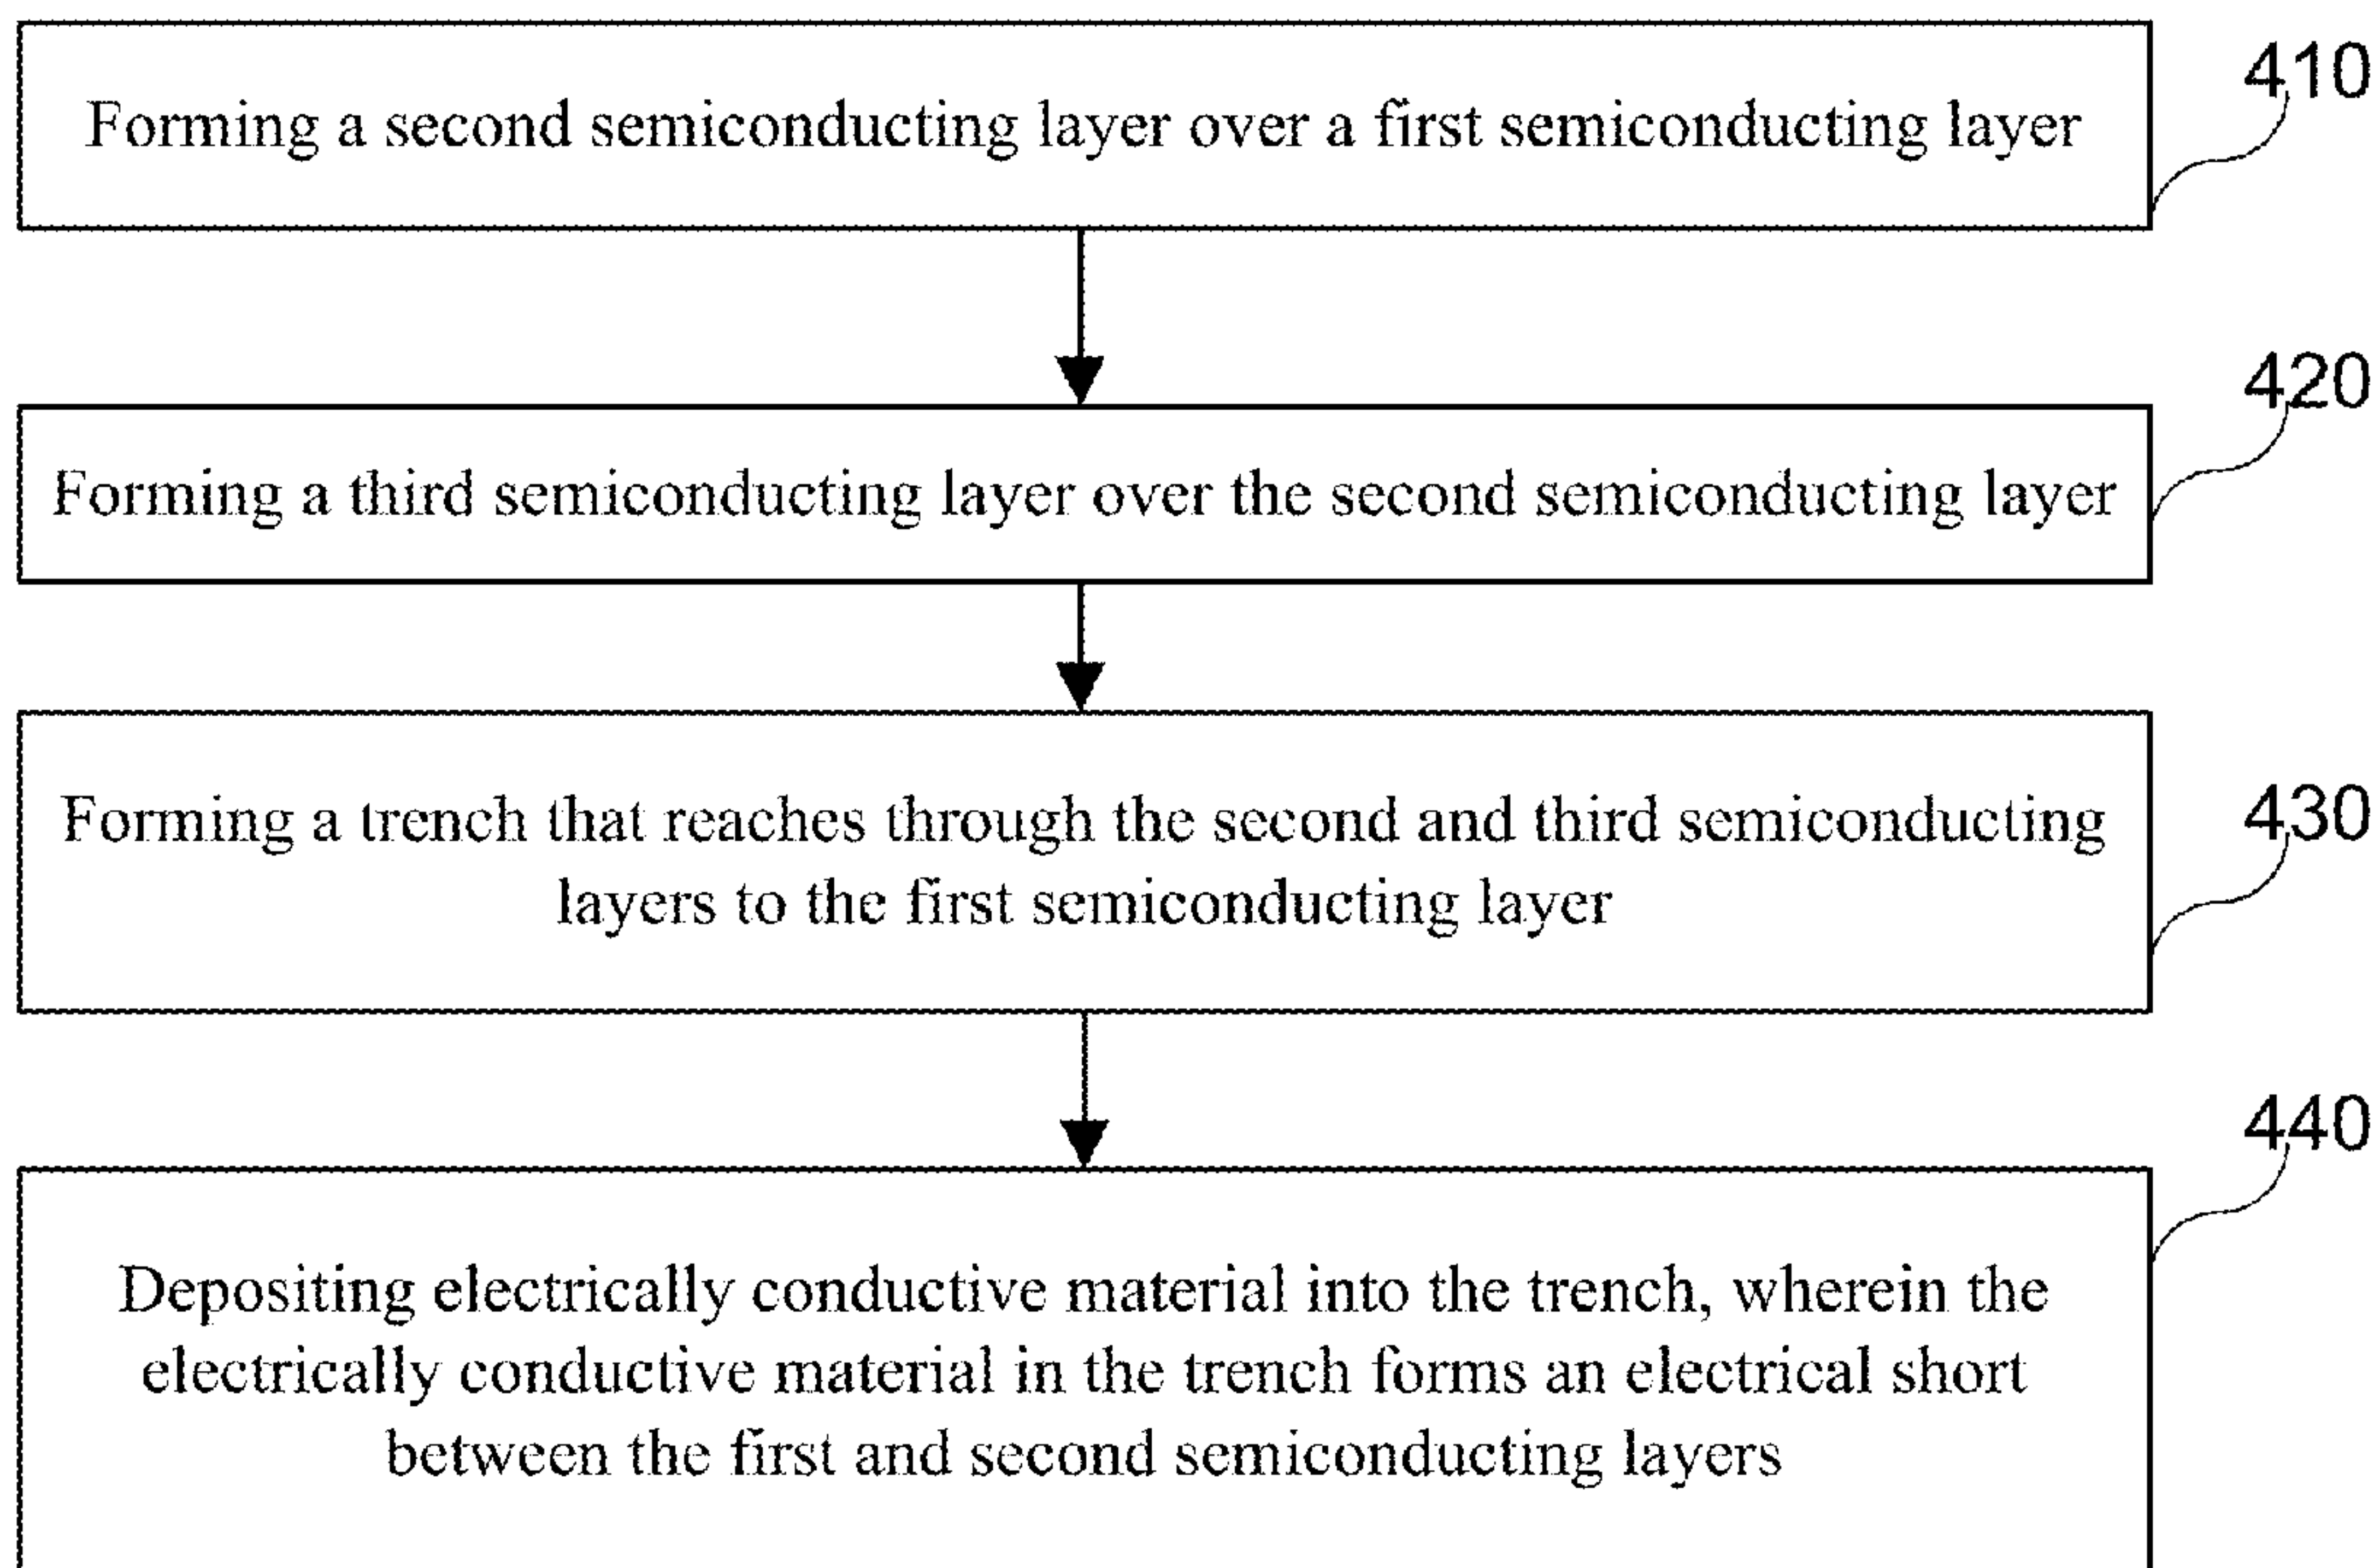 410
Forming a second semiconducting layer over a first semiconducting layer
420
Forming a third semiconducting layer over the second semiconducting layer
430
Forming a trench that reaches through the second and third semiconducting
layers to the first semiconducting layer
440
Depositing electrically conductive material into the trench, wherein the
electrically conductive material in the trench forms an electrical short
between the first and second semiconducting layers